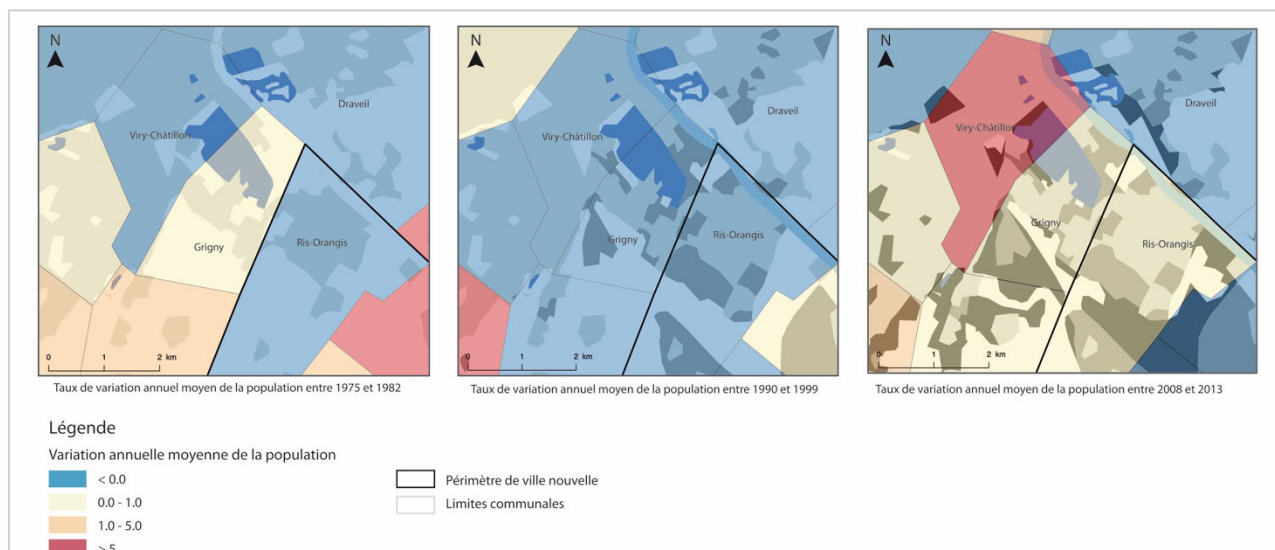 N
Draveil
Viry-Châtillon
Grigny
Ris-Orangis
0 1 2 km
Taux de variation annuel moyen de la population entre 1975 et 1982
N
Draveil
Viry-Châtillon
Grigny
Ris-Orangis
0 1 2 km
Taux de variation annuel moyen de la population entre 1990 et 1999
N
Draveil
Viry-Châtillon
Grigny
Ris-Orangis
0 1 2 km
Taux de variation annuel moyen de la population entre 2008 et 2013
Légende
Variation annuelle moyenne de la population
< 0.0
0.0 - 1.0
1.0 - 5.0
> 5
Périmètre de ville nouvelle
Limites communales